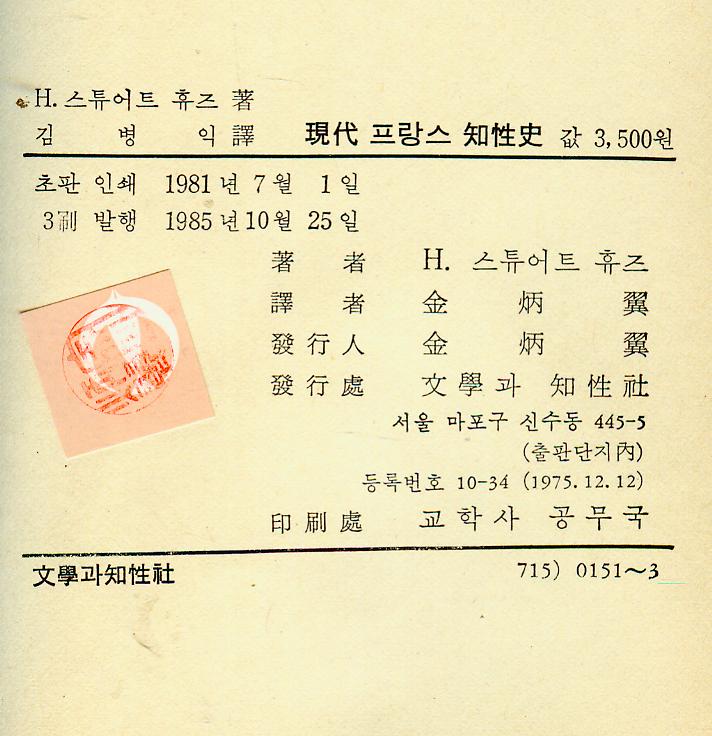 H. 스튜어트 휴즈 著
김 병 익 譯 現代 프랑스 知性史 값 3,500원
초판 인쇄 1981년 7월 1일
3刷 발행 1985년 10월 25일
著 者 H. 스튜어트 휴즈
譯 者 金 炳 翼
發行人 金 炳 翼
發行處 文學과 知性社
서울 마포구 신수동 445-5
(출판단지內)
등록번호 10-34 (1975.12.12)
印刷處 교학사 공무국
文學과知性社 715) 0151~3